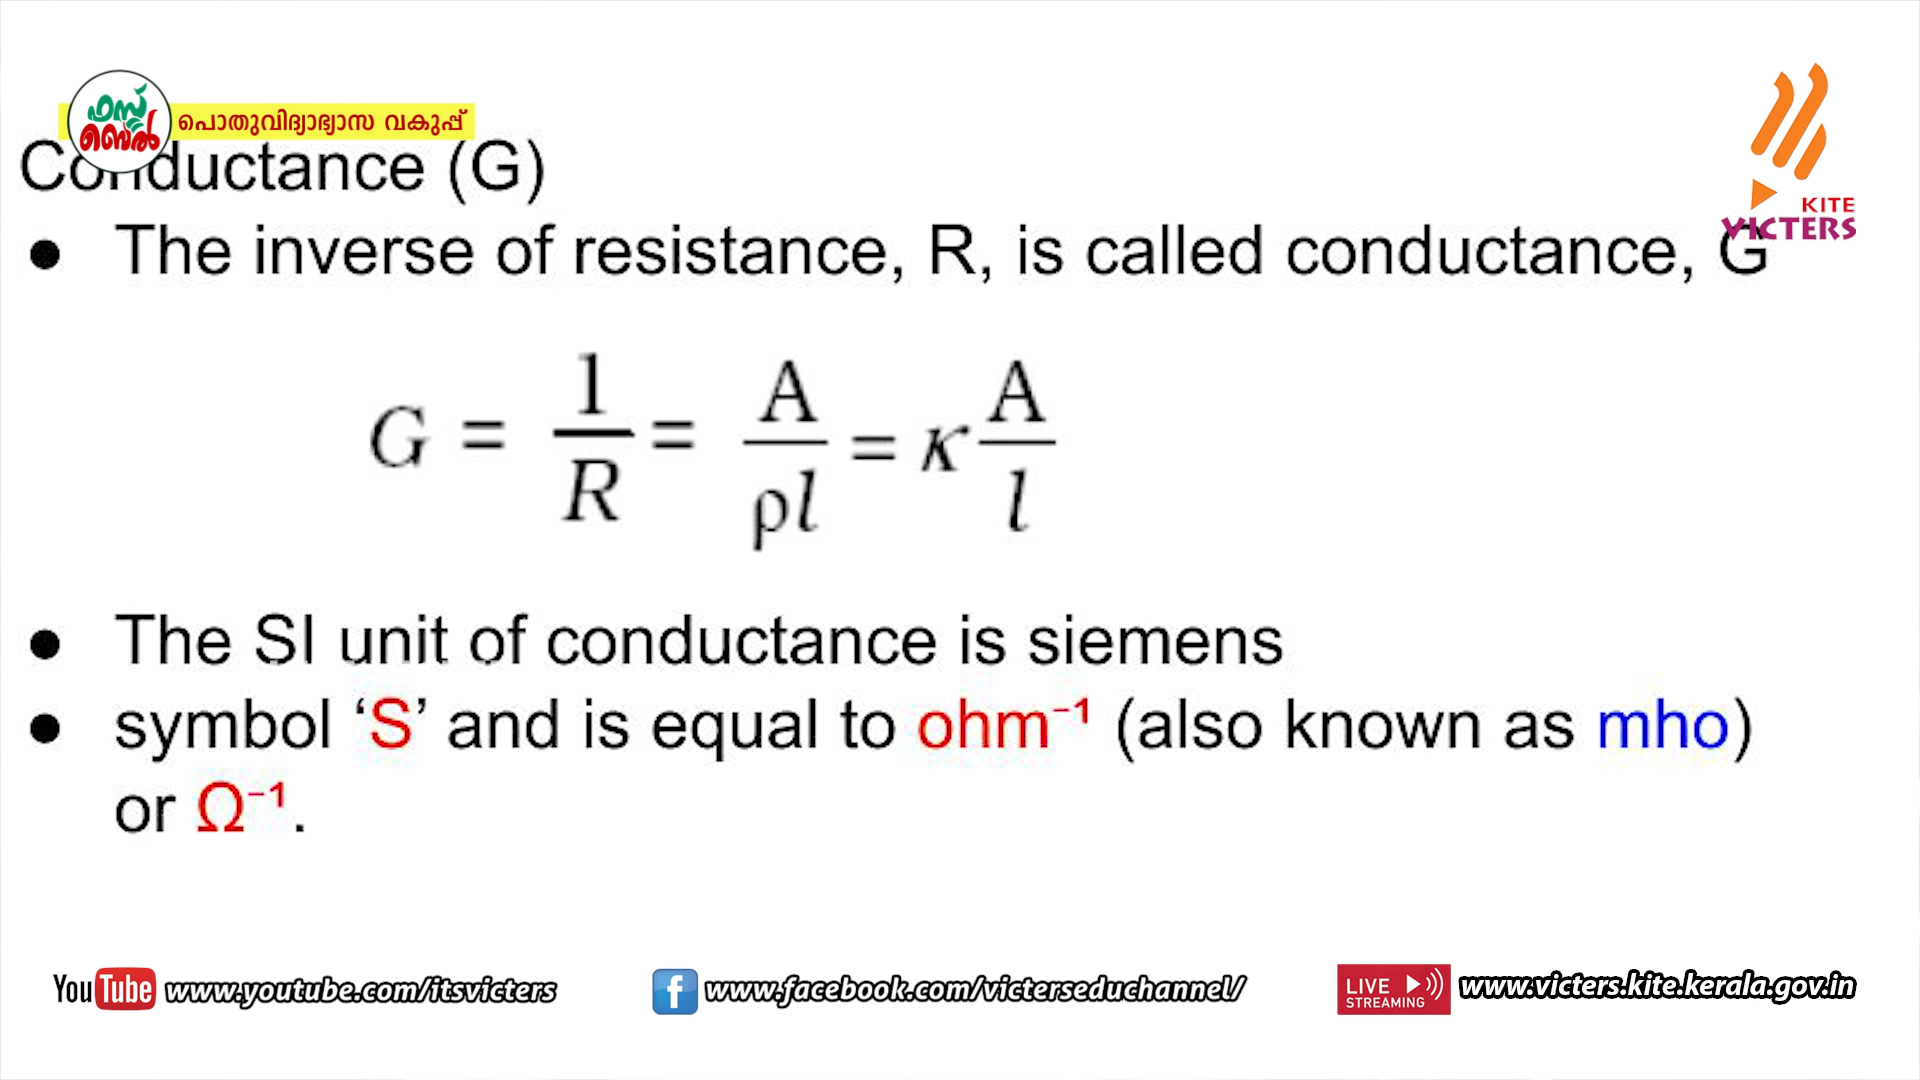 ഫസ്റ്റ്
ബെൽ
പൊതുവിദ്യാഭ്യാസ വകുപ്പ്
KITE
VICTERS
Conductance (G)
● The inverse of resistance, R, is called conductance, G
G = 1/R = A/ρl = κ A/l
● The SI unit of conductance is siemens
● symbol ‘S’ and is equal to ohm⁻¹ (also known as mho)
or Ω⁻¹.
YouTube www.youtube.com/itsvicters
f www.facebook.com/victerseduchannel/
LIVE STREAMING www.victers.kite.kerala.gov.in